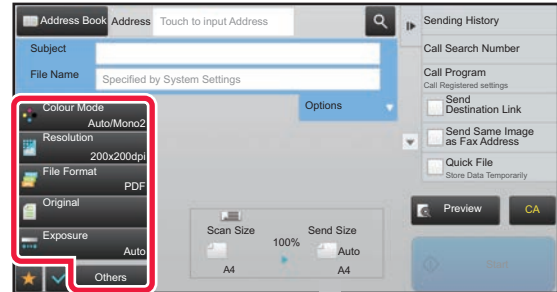 Address Book
Address
Touch to input Address
Subject
File Name
Specified by System Settings
Options
Colour Mode
Auto/Mono2
Resolution
200x200dpi
File Format
PDF
Original
Exposure
Auto
Others
Scan Size
A4
100%
Send Size
Auto
A4
Sending History
Call Search Number
Call Program
Call Registered settings
Send
Destination Link
Send Same Image
as Fax Address
Quick File
Store Data Temporarily
Preview
CA
Start